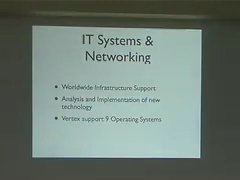 IT Systems &
Networking
• Worldwide Infrastructure Support
• Analysis and Implementation of new
technology
• Vertex support 9 Operating Systems